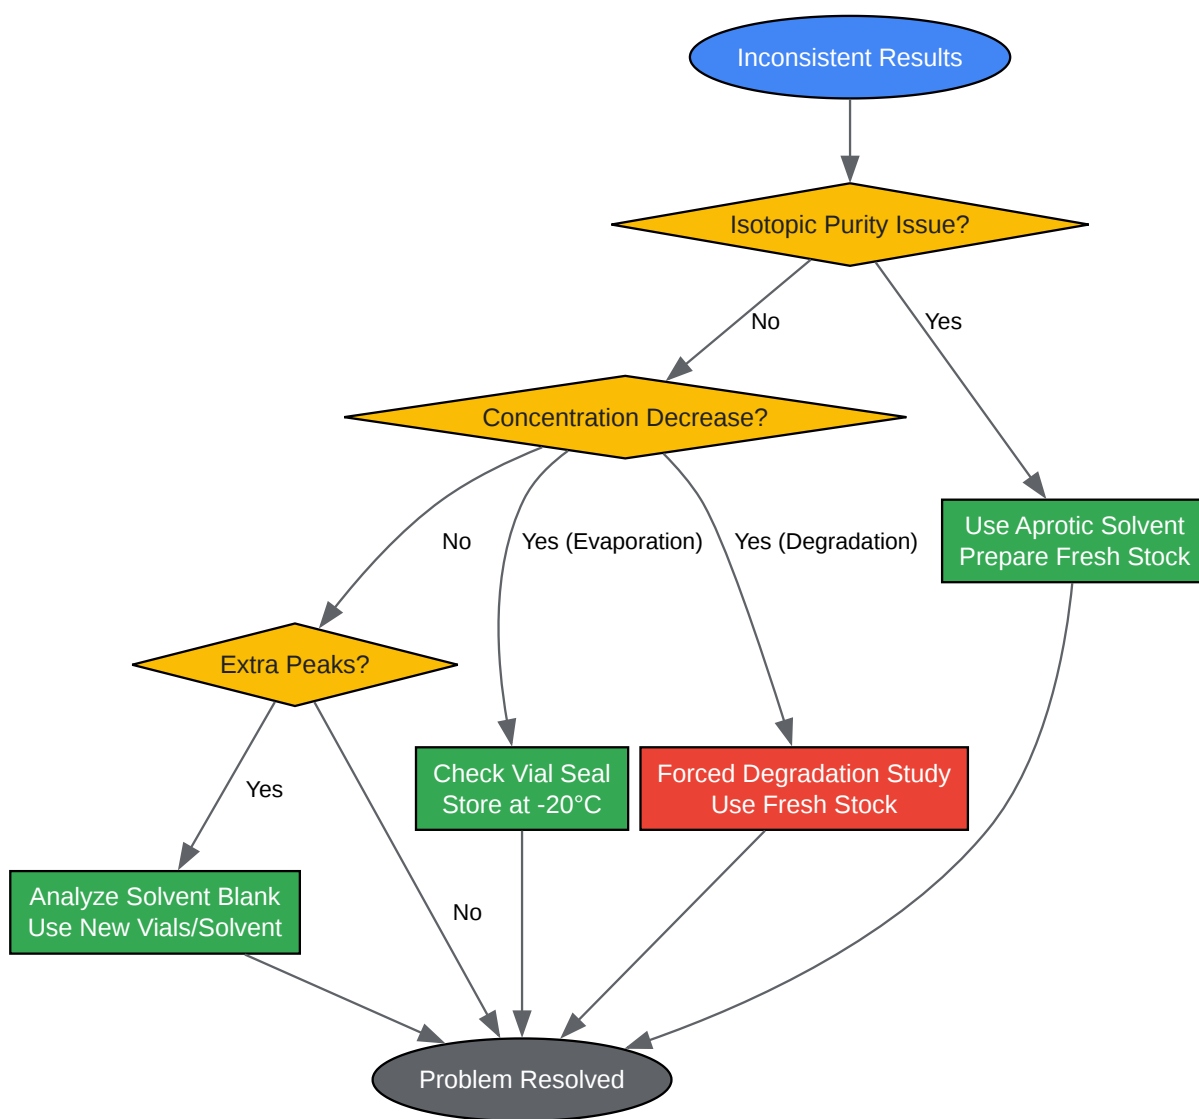 Inconsistent Results
Isotopic Purity Issue?
No
Yes
Concentration Decrease?
No
Yes (Evaporation)
Yes (Degradation)
Use Aprotic Solvent
Prepare Fresh Stock
Extra Peaks?
Yes
No
Check Vial Seal
Store at -20°C
Forced Degradation Study
Use Fresh Stock
Analyze Solvent Blank
Use New Vials/Solvent
Problem Resolved